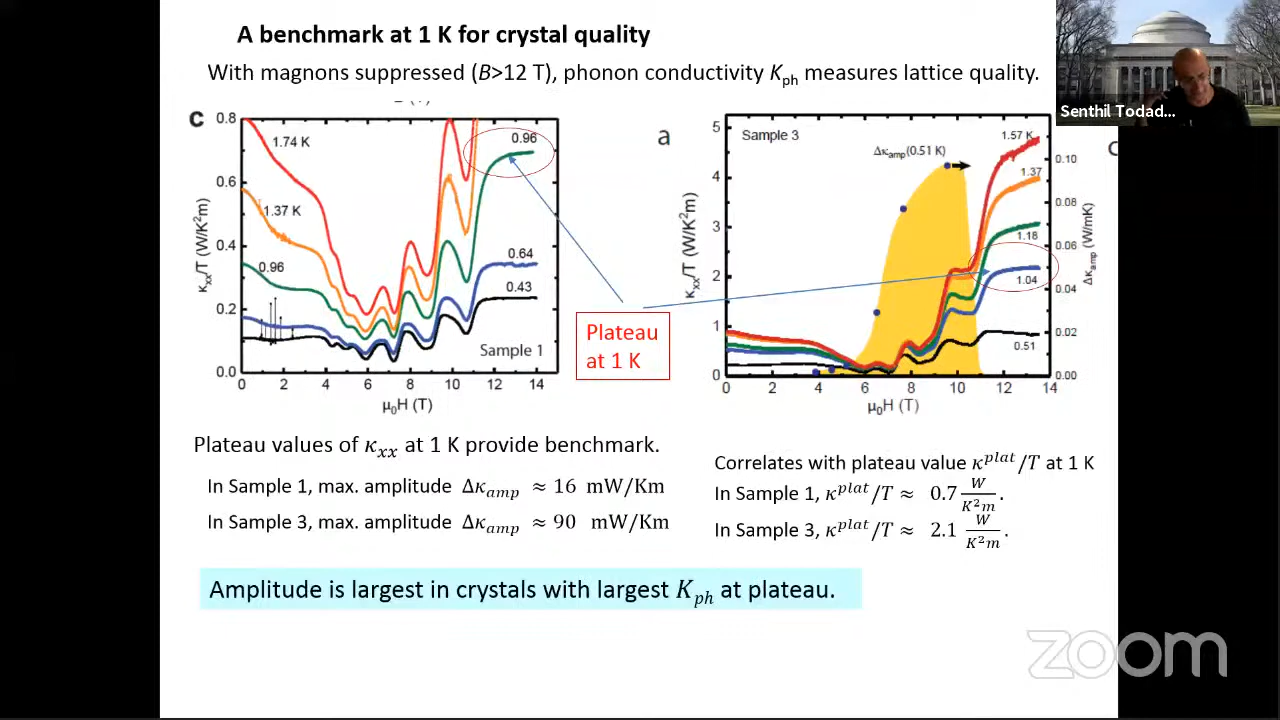 A benchmark at 1 K for crystal quality
With magnons suppressed (B>12 T), phonon conductivity Kph measures lattice quality.
Senthil Todad...
c
0.8
0.6
0.4
0.2
0.0
κxx/T (W/K²m)
1.74 K
1.37 K
0.96
0.96
0.64
0.43
Sample 1
0 2 4 6 8 10 12 14
μ0H (T)
Plateau
at 1 K
a
Sample 3
Δκamp(0.51 K)
5
4
3
2
1
0
κxx/T (W/K²m)
1.57 K
1.37
1.18
1.04
0.51
0.10
0.08
0.06
0.04
0.02
0.00
Δκamp (W/mK)
0 2 4 6 8 10 12 14
μ0H (T)
Plateau values of κxx at 1 K provide benchmark.
In Sample 1, max. amplitude Δκamp ≈ 16 mW/Km
In Sample 3, max. amplitude Δκamp ≈ 90 mW/Km
Correlates with plateau value κ^plat/T at 1 K
In Sample 1, κ^plat/T ≈ 0.7 W/K²m.
In Sample 3, κ^plat/T ≈ 2.1 W/K²m.
Amplitude is largest in crystals with largest Kph at plateau.
zoom